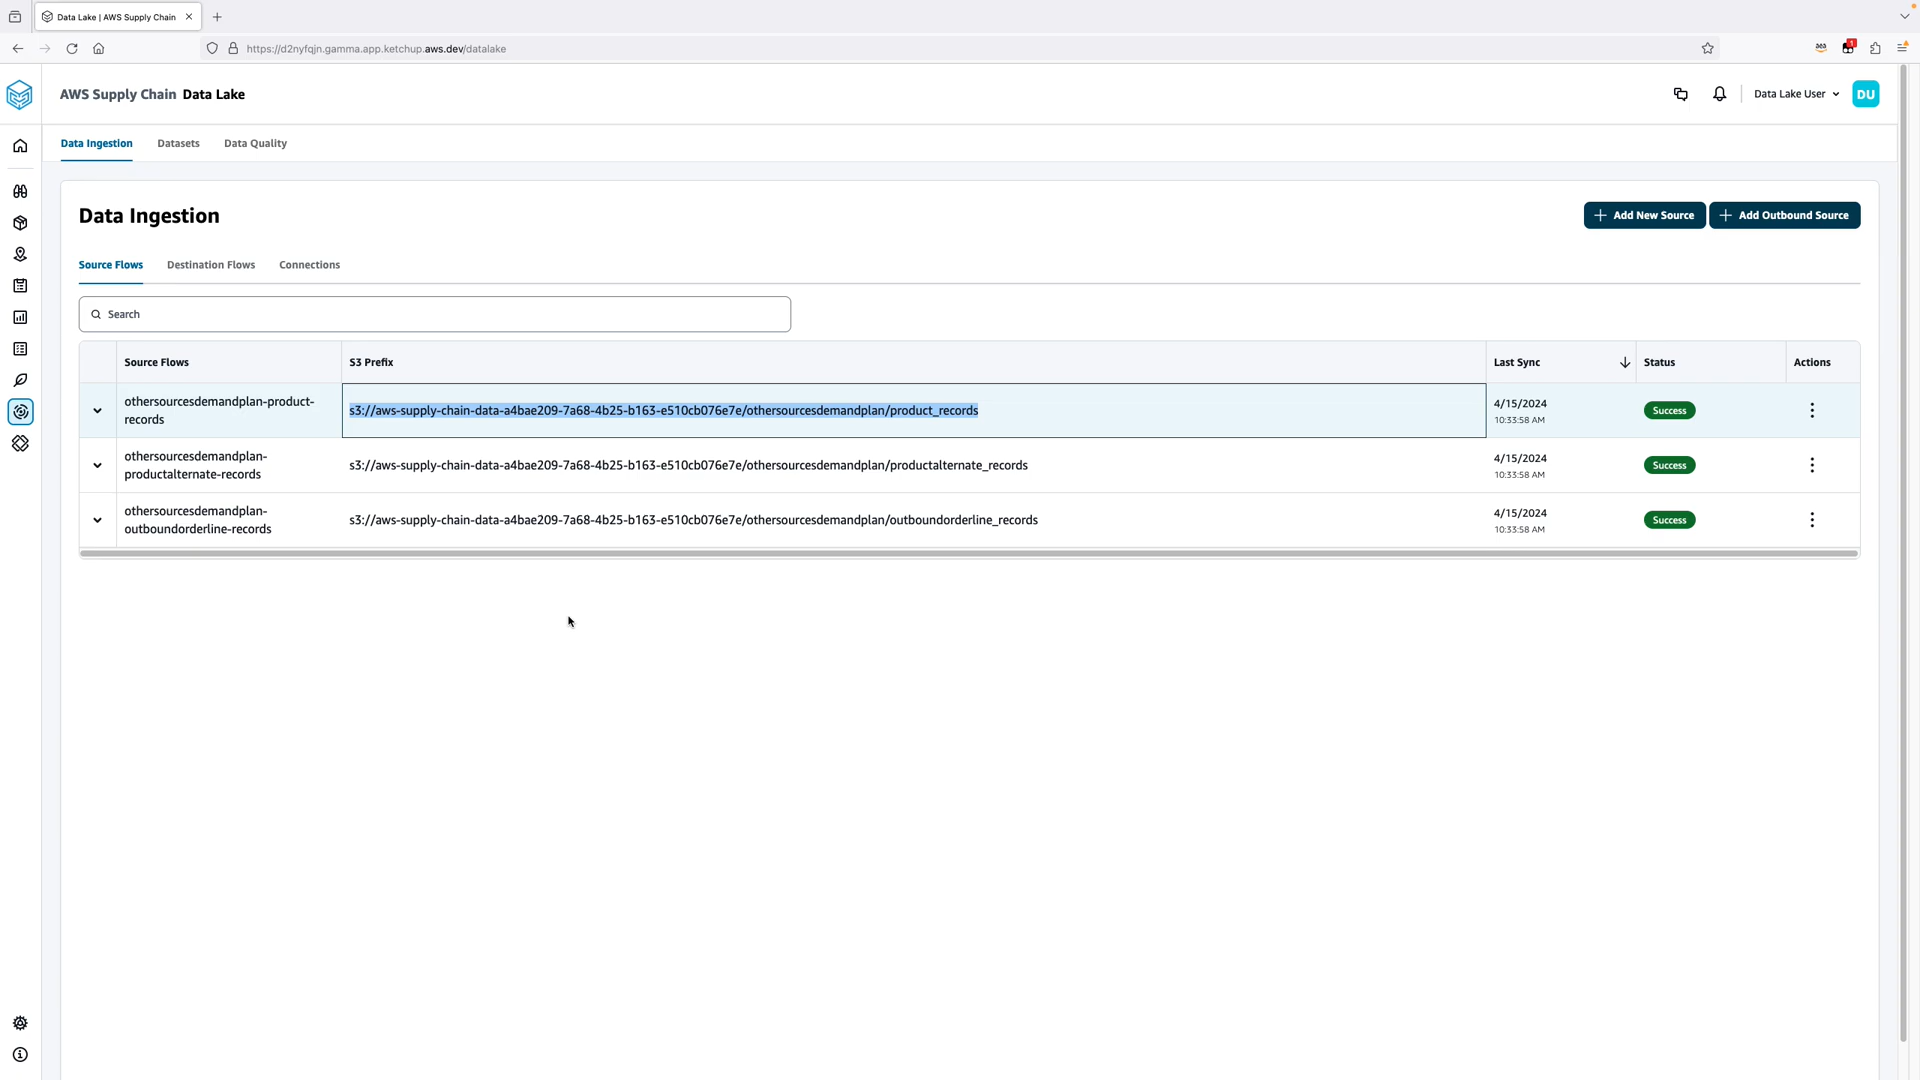 Data Lake | AWS Supply Chain
https://d2nyfqjn.gamma.app.ketchup.aws.dev/datalake
1
AWS Supply Chain Data Lake
Data Lake User
DU
Data Ingestion
Datasets
Data Quality
Data Ingestion
Add New Source
Add Outbound Source
Source Flows
Destination Flows
Connections
Search
Source Flows
S3 Prefix
Last Sync
Status
Actions
othersourcesdemandplan-product-
records
s3://aws-supply-chain-data-a4bae209-7a68-4b25-b163-e510cb076e7e/othersourcesdemandplan/product_records
4/15/2024
10:33:58 AM
Success
othersourcesdemandplan-
productalternate-records
s3://aws-supply-chain-data-a4bae209-7a68-4b25-b163-e510cb076e7e/othersourcesdemandplan/productalternate_records
4/15/2024
10:33:58 AM
Success
othersourcesdemandplan-
outboundorderline-records
s3://aws-supply-chain-data-a4bae209-7a68-4b25-b163-e510cb076e7e/othersourcesdemandplan/outboundorderline_records
4/15/2024
10:33:58 AM
Success